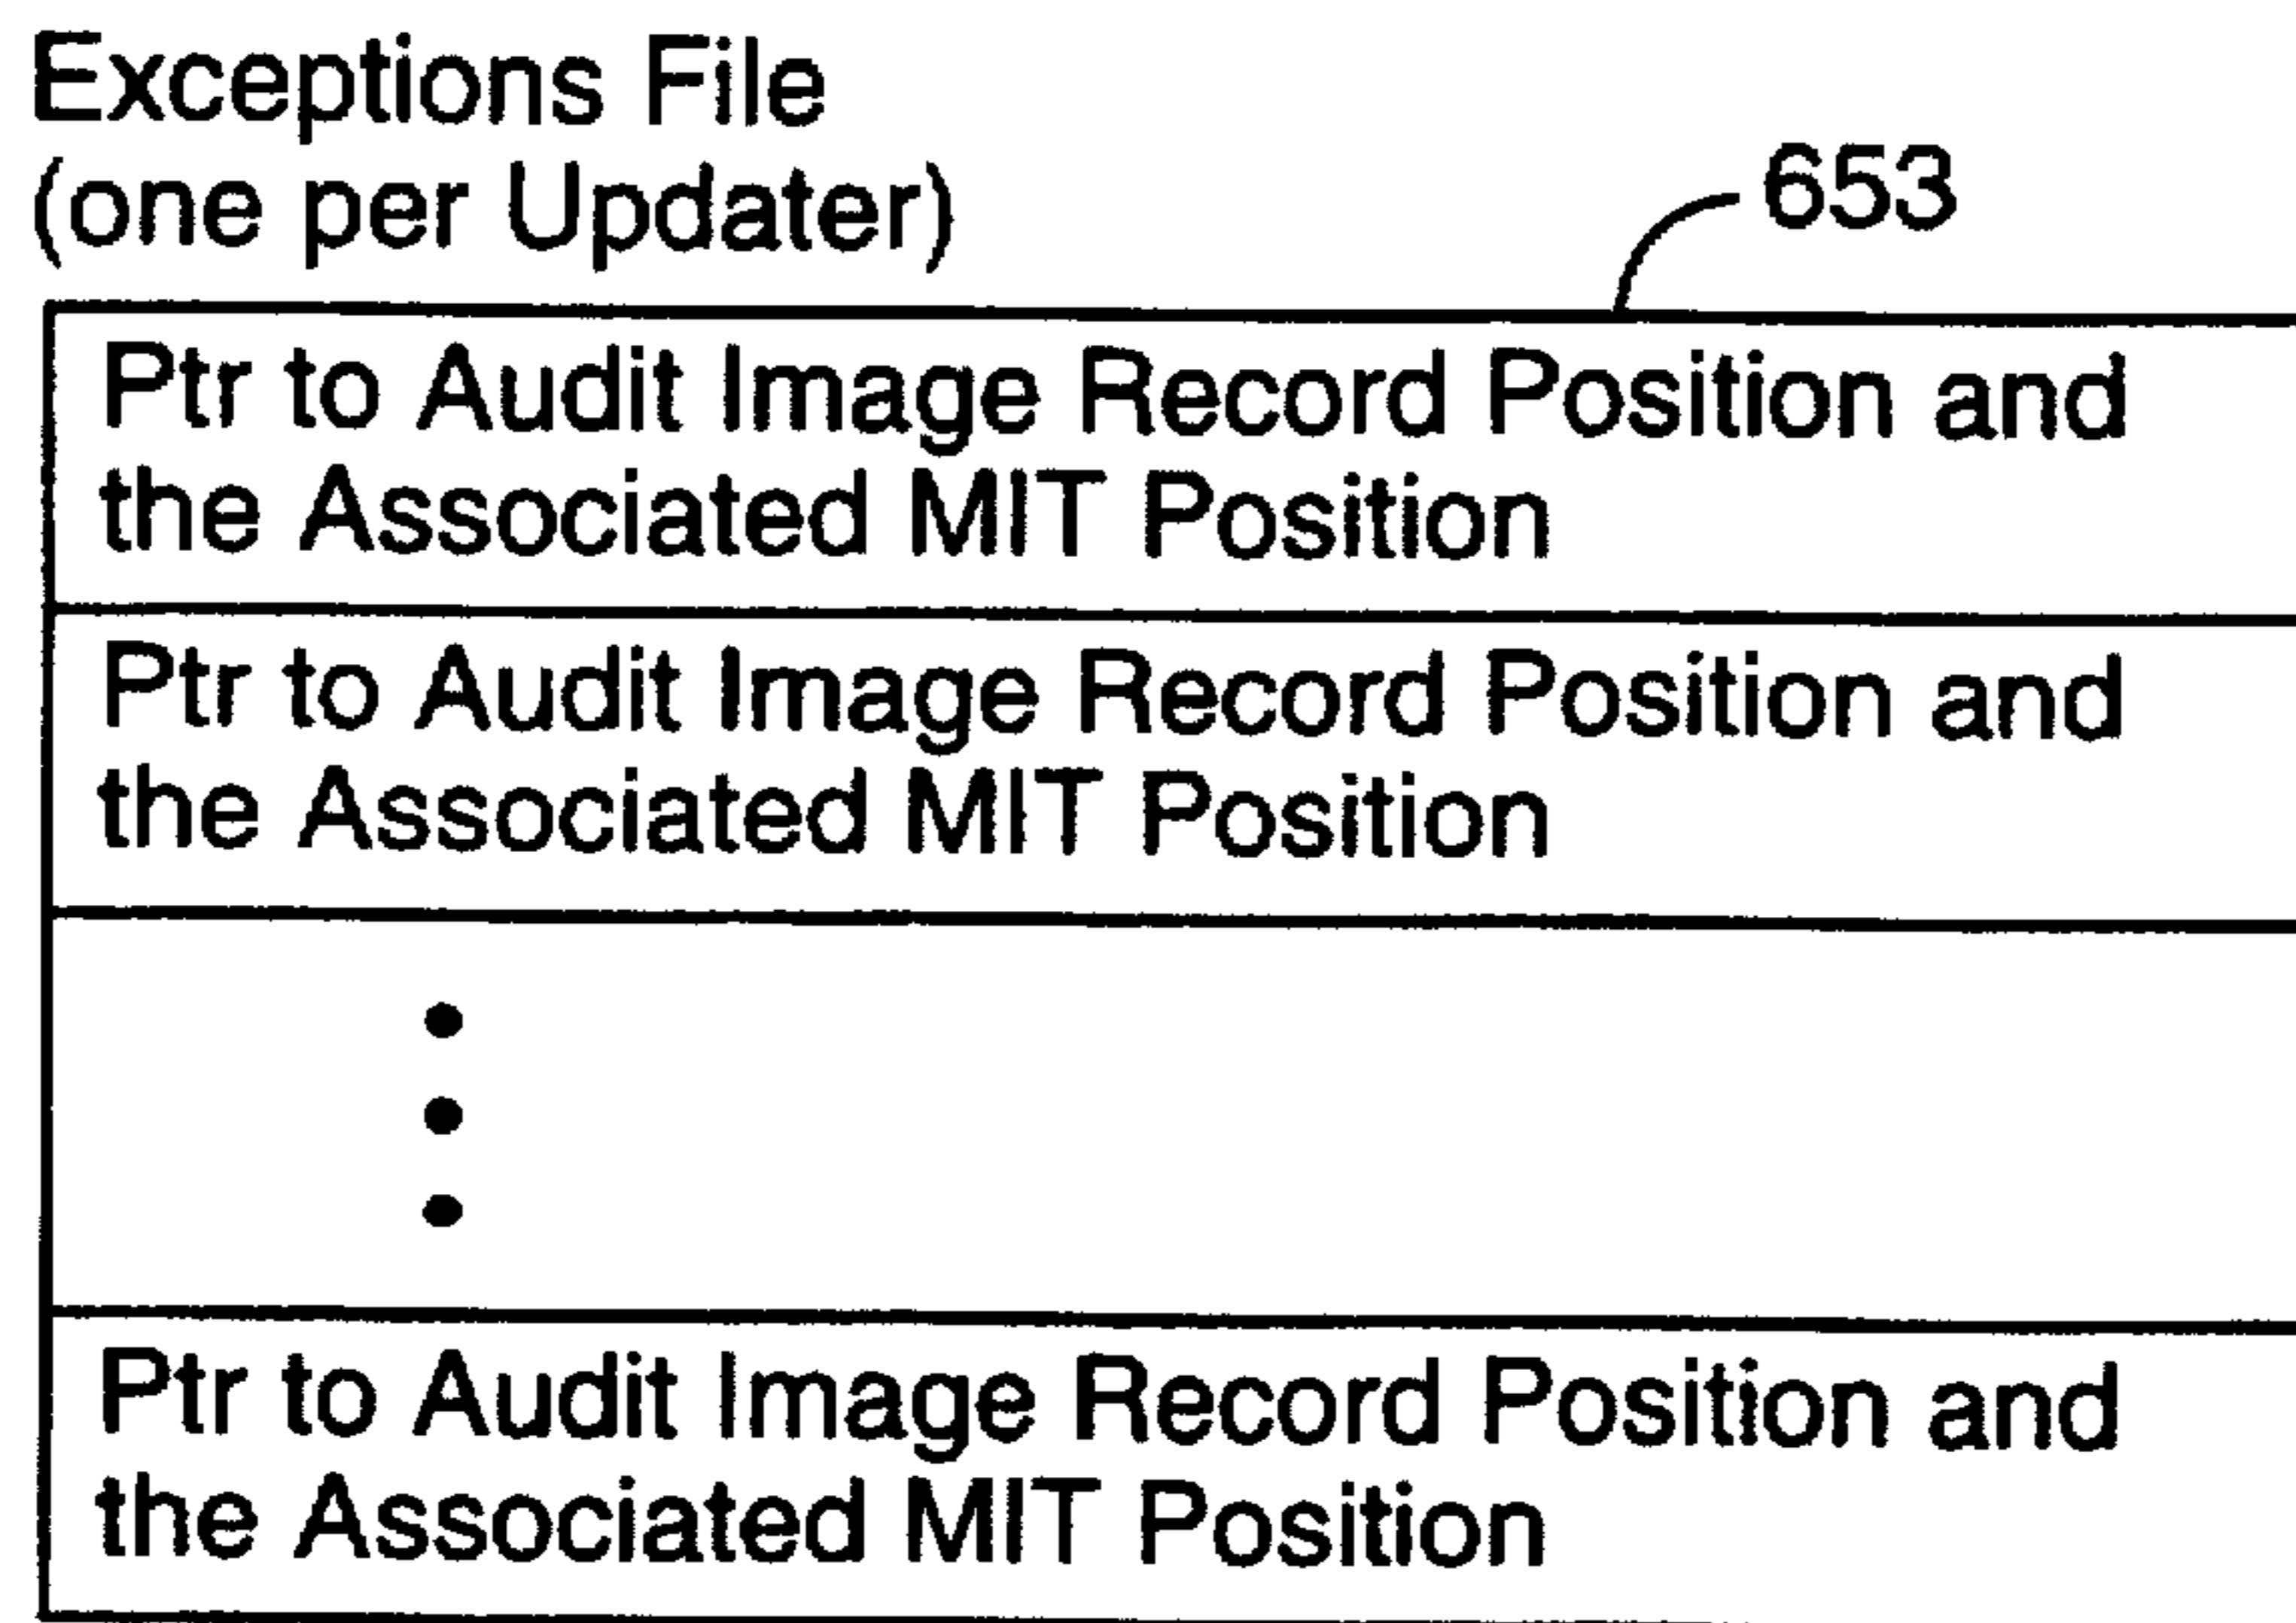 Exceptions File
(one per Updater)
653
Ptr to Audit Image Record Position and
the Associated MIT Position
Ptr to Audit Image Record Position and
the Associated MIT Position
Ptr to Audit Image Record Position and
the Associated MIT Position